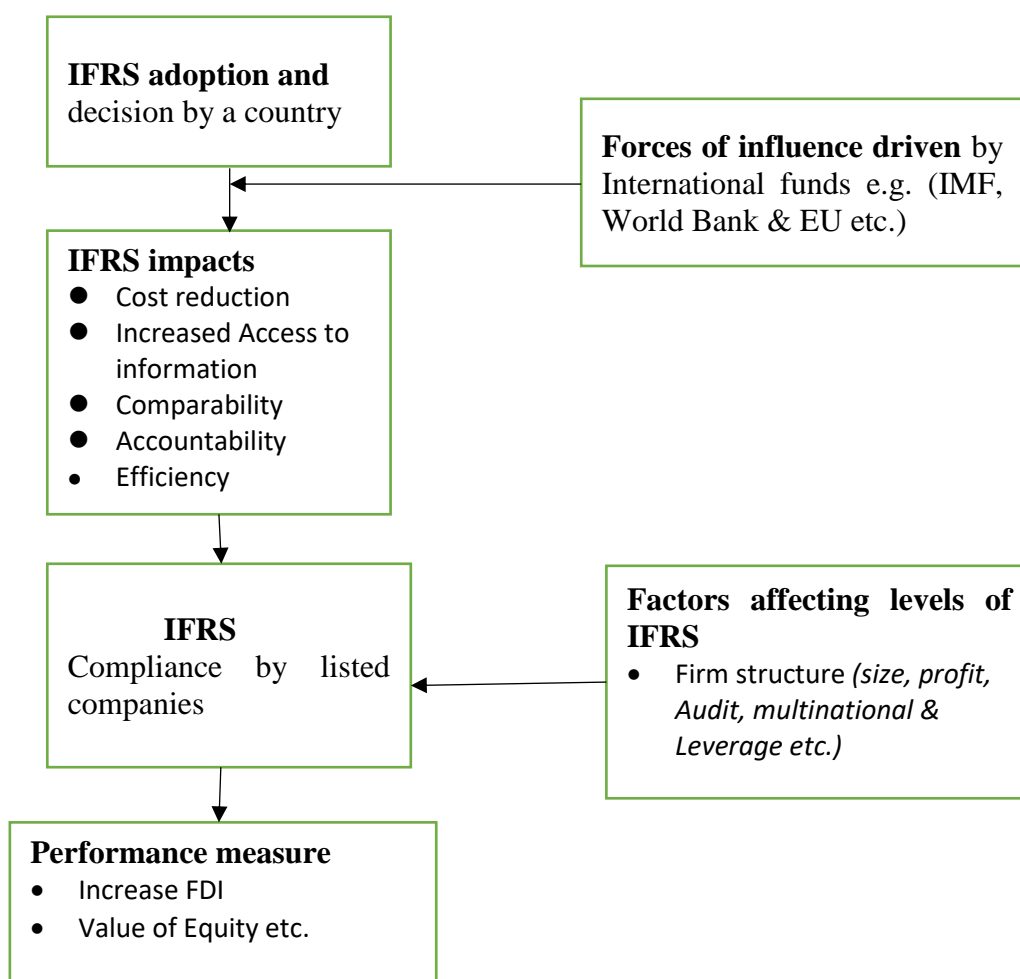 IFRS adoption and
decision by a country
Forces of influence driven by
International funds e.g. (IMF,
World Bank & EU etc.)
IFRS impacts
● Cost reduction
● Increased Access to
information
● Comparability
● Accountability
• Efficiency
IFRS
Compliance by listed
companies
Factors affecting levels of
IFRS
• Firm structure (size, profit,
Audit, multinational &
Leverage etc.)
Performance measure
• Increase FDI
• Value of Equity etc.